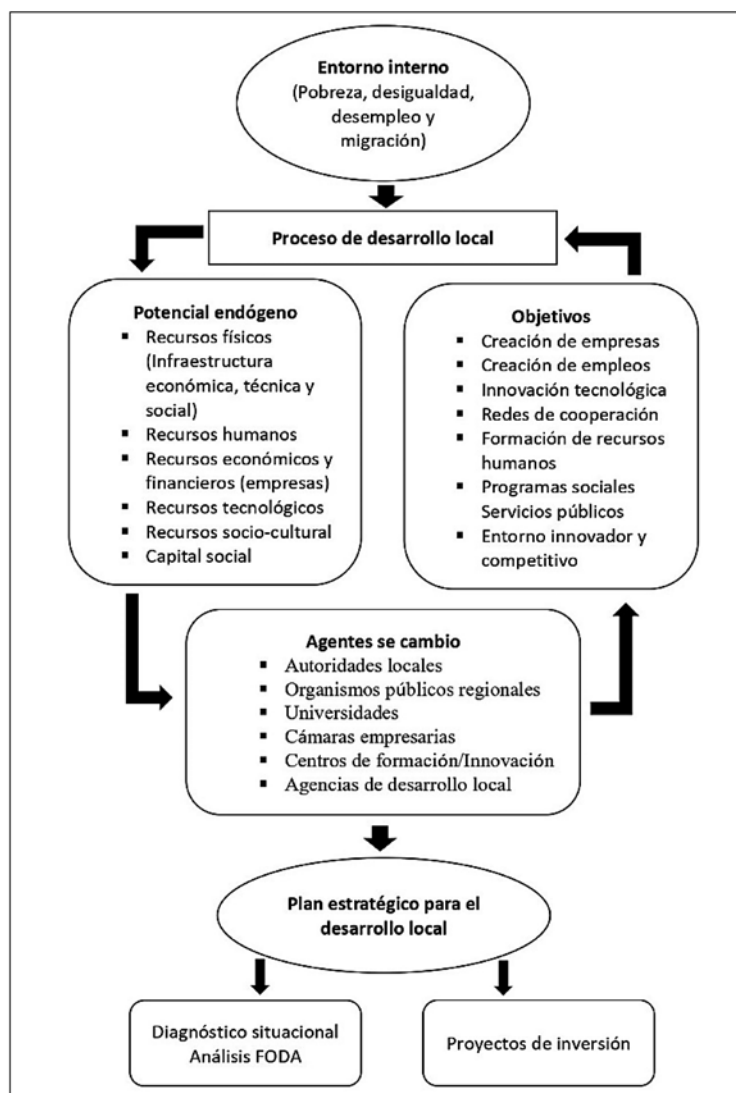 Entorno interno
(Pobreza, desigualdad,
desempleo y
migración)
Proceso de desarrollo local
Potencial endógeno
▪ Recursos físicos
(Infraestructura
económica, técnica y
social)
▪ Recursos humanos
▪ Recursos económicos y
financieros (empresas)
▪ Recursos tecnológicos
▪ Recursos socio-cultural
▪ Capital social
Objetivos
▪ Creación de empresas
▪ Creación de empleos
▪ Innovación tecnológica
▪ Redes de cooperación
▪ Formación de recursos
humanos
▪ Programas sociales
Servicios públicos
▪ Entorno innovador y
competitivo
Agentes se cambio
▪ Autoridades locales
▪ Organismos públicos regionales
▪ Universidades
▪ Cámaras empresarias
▪ Centros de formación/Innovación
▪ Agencias de desarrollo local
Plan estratégico para el
desarrollo local
Diagnóstico situacional
Análisis FODA
Proyectos de inversión